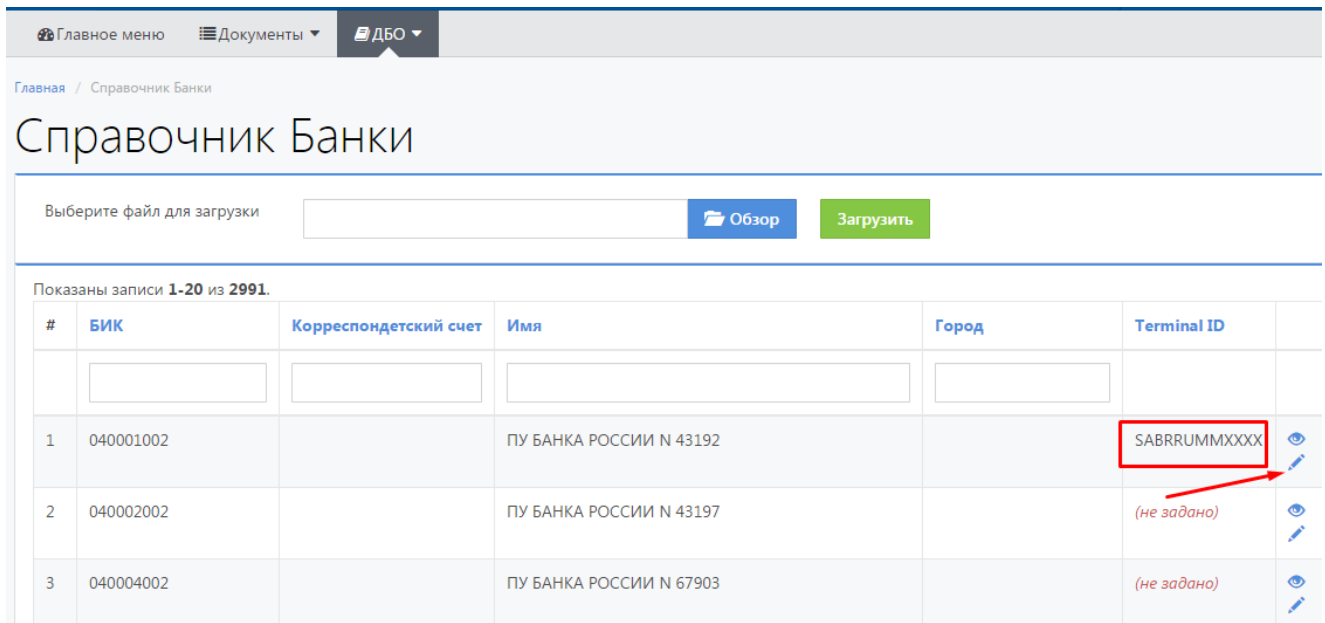 Главное меню Документы ДБО
Главная / Справочник Банки
Справочник Банки
Выберите файл для загрузки Обзор Загрузить
Показаны записи 1-20 из 2991.
# БИК Корреспондетский счет Имя Город Terminal ID
1 040001002 ПУ БАНКА РОССИИ N 43192 SABRRUMMXXXX
2 040002002 ПУ БАНКА РОССИИ N 43197 (не задано)
3 040004002 ПУ БАНКА РОССИИ N 67903 (не задано)